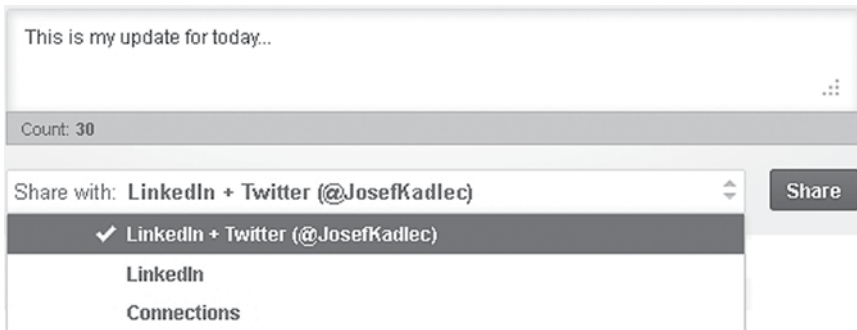 This is my update for today...
Count: 30
Share with: LinkedIn + Twitter (@JosefKadlec)
Share
LinkedIn + Twitter (@JosefKadlec)
LinkedIn
Connections